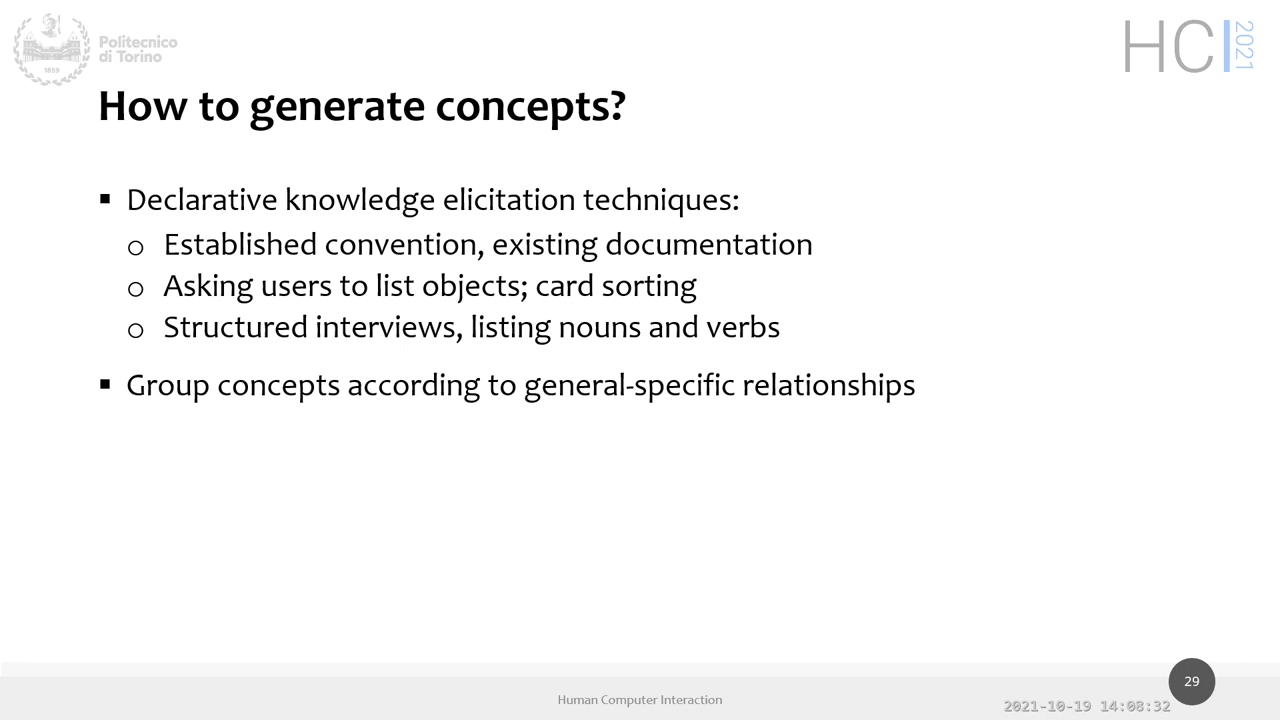 Politecnico
di Torino
1859
HCI 2021
How to generate concepts?
▪ Declarative knowledge elicitation techniques:
o Established convention, existing documentation
o Asking users to list objects; card sorting
o Structured interviews, listing nouns and verbs
▪ Group concepts according to general-specific relationships
29
Human Computer Interaction
2021-10-19 14:08:32